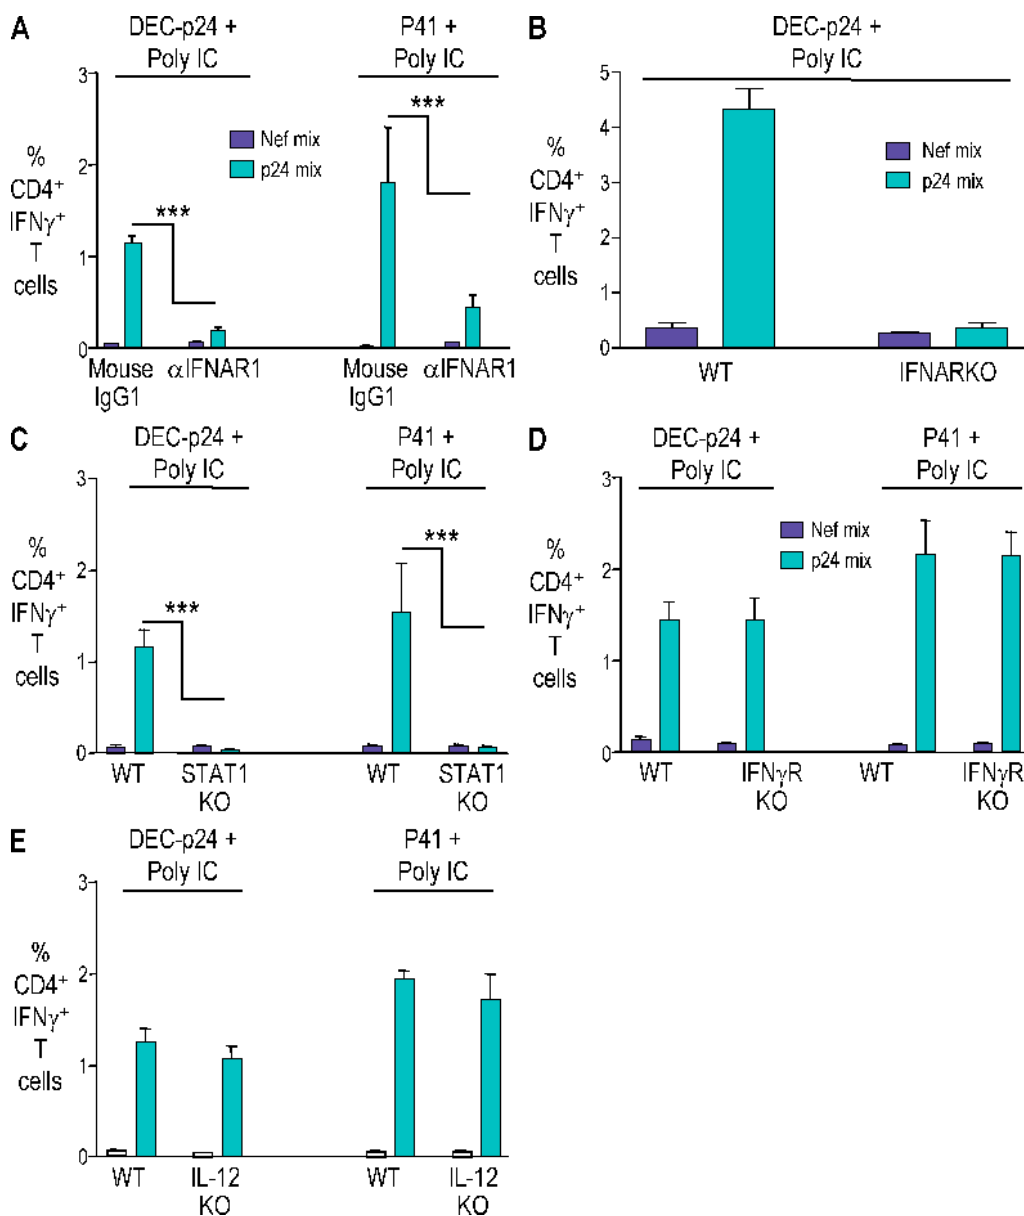 A
DEC-p24 +
Poly IC
P41 +
Poly IC
3
2
1
0
%
CD4⁺
IFNγ⁺
T
cells
Nef mix
p24 mix
***
***
Mouse
IgG1
αIFNAR1
Mouse
IgG1
αIFNAR1
B
DEC-p24 +
Poly IC
5
4
3
2
1
0
%
CD4⁺
IFNγ⁺
T
cells
Nef mix
p24 mix
WT
IFNARKO
C
DEC-p24 +
Poly IC
P41 +
Poly IC
3
2
1
0
%
CD4⁺
IFNγ⁺
T
cells
***
***
WT
STAT1
KO
WT
STAT1
KO
D
DEC-p24 +
Poly IC
P41 +
Poly IC
3
2
1
0
%
CD4⁺
IFNγ⁺
T
cells
Nef mix
p24 mix
WT
IFNγR
KO
WT
IFNγR
KO
E
DEC-p24 +
Poly IC
P41 +
Poly IC
3
2
1
0
%
CD4⁺
IFNγ⁺
T
cells
WT
IL-12
KO
WT
IL-12
KO